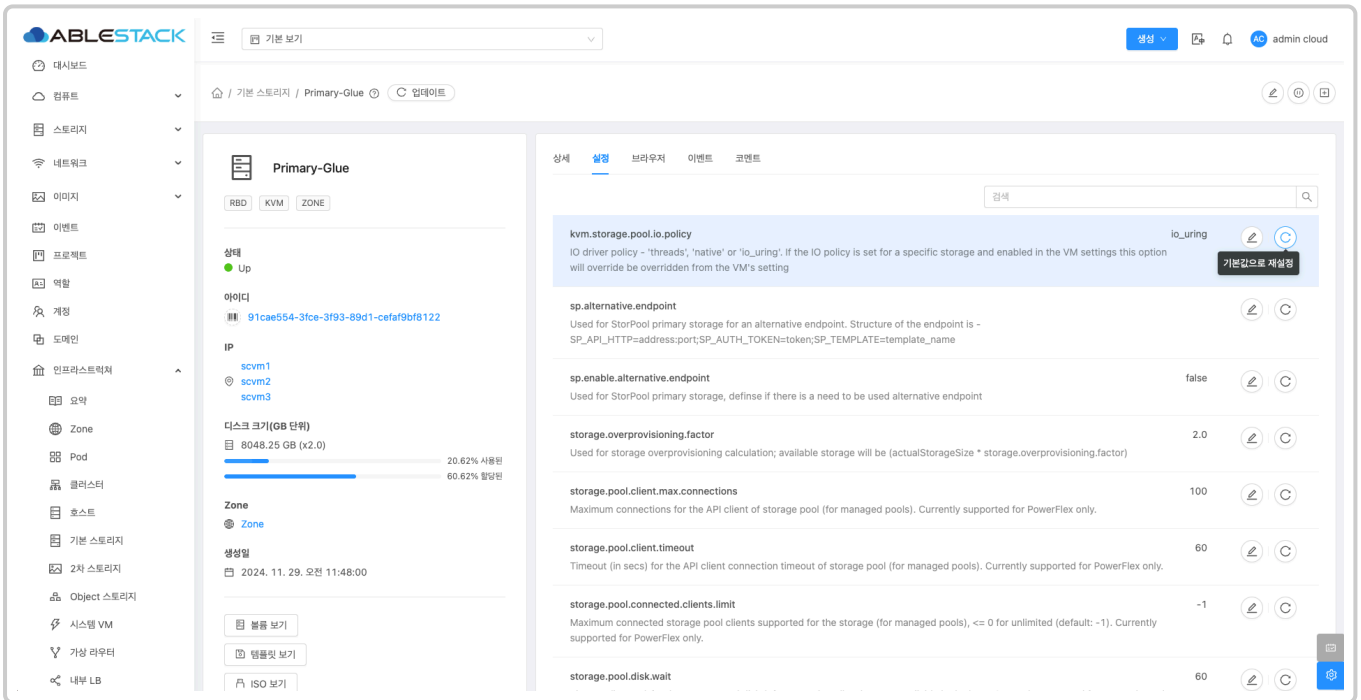 ABLESTACK
기본 보기
생성
AC
admin cloud
대시보드
컴퓨트
스토리지
네트워크
이미지
이벤트
프로젝트
역할
계정
도메인
인프라스트럭쳐
요약
Zone
Pod
클러스터
호스트
기본 스토리지
2차 스토리지
Object 스토리지
시스템 VM
가상 라우터
내부 LB
/ 기본 스토리지 / Primary-Glue
업데이트
Primary-Glue
RBD KVM ZONE
상태
Up
아이디
91cae554-3fce-3f93-89d1-cefaf9bf8122
IP
scvm1
scvm2
scvm3
디스크 크기(GB 단위)
8048.25 GB (x2.0)
20.62% 사용된
60.62% 할당된
Zone
Zone
생성일
2024. 11. 29. 오전 11:48:00
볼륨 보기
템플릿 보기
ISO 보기
상세 설정 브라우저 이벤트 코멘트
검색
kvm.storage.pool.io.policy io_uring
IO driver policy - 'threads', 'native' or 'io_uring'. If the IO policy is set for a specific storage and enabled in the VM settings this option
will override be overridden from the VM's setting
기본값으로 재설정
sp.alternative.endpoint
Used for StorPool primary storage for an alternative endpoint. Structure of the endpoint is -
SP_API_HTTP=address:port;SP_AUTH_TOKEN=token;SP_TEMPLATE=template_name
sp.enable.alternative.endpoint false
Used for StorPool primary storage, definse if there is a need to be used alternative endpoint
storage.overprovisioning.factor 2.0
Used for storage overprovisioning calculation; available storage will be (actualStorageSize * storage.overprovisioning.factor)
storage.pool.client.max.connections 100
Maximum connections for the API client of storage pool (for managed pools). Currently supported for PowerFlex only.
storage.pool.client.timeout 60
Timeout (in secs) for the API client connection timeout of storage pool (for managed pools). Currently supported for PowerFlex only.
storage.pool.connected.clients.limit -1
Maximum connected storage pool clients supported for the storage (for managed pools), <= 0 for unlimited (default: -1). Currently
supported for PowerFlex only.
storage.pool.disk.wait 60